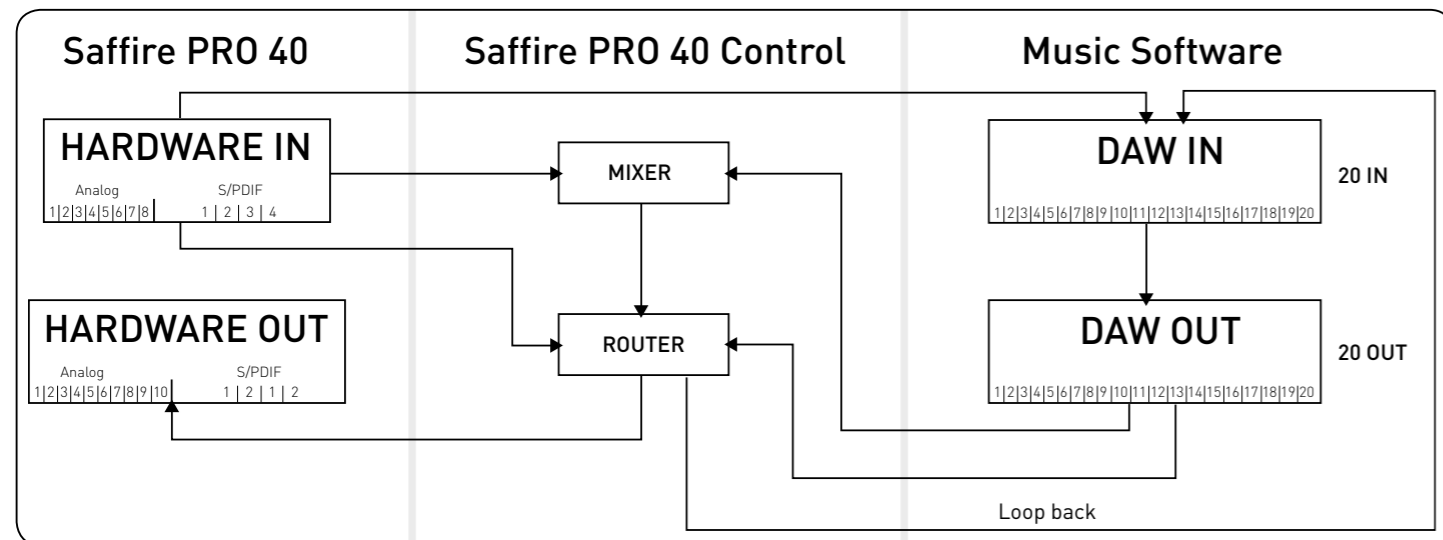 Saffire PRO 40
Saffire PRO 40 Control
Music Software
HARDWARE IN
Analog
S/PDIF
1|2|3|4|5|6|7|8|
1 | 2 | 3 | 4
MIXER
DAW IN
1|2|3|4|5|6|7|8|9|10|11|12|13|14|15|16|17|18|19|20
20 IN
HARDWARE OUT
Analog
S/PDIF
1|2|3|4|5|6|7|8|9|10|
1 | 2 | 1 | 2
ROUTER
DAW OUT
1|2|3|4|5|6|7|8|9|10|11|12|13|14|15|16|17|18|19|20
20 OUT
Loop back